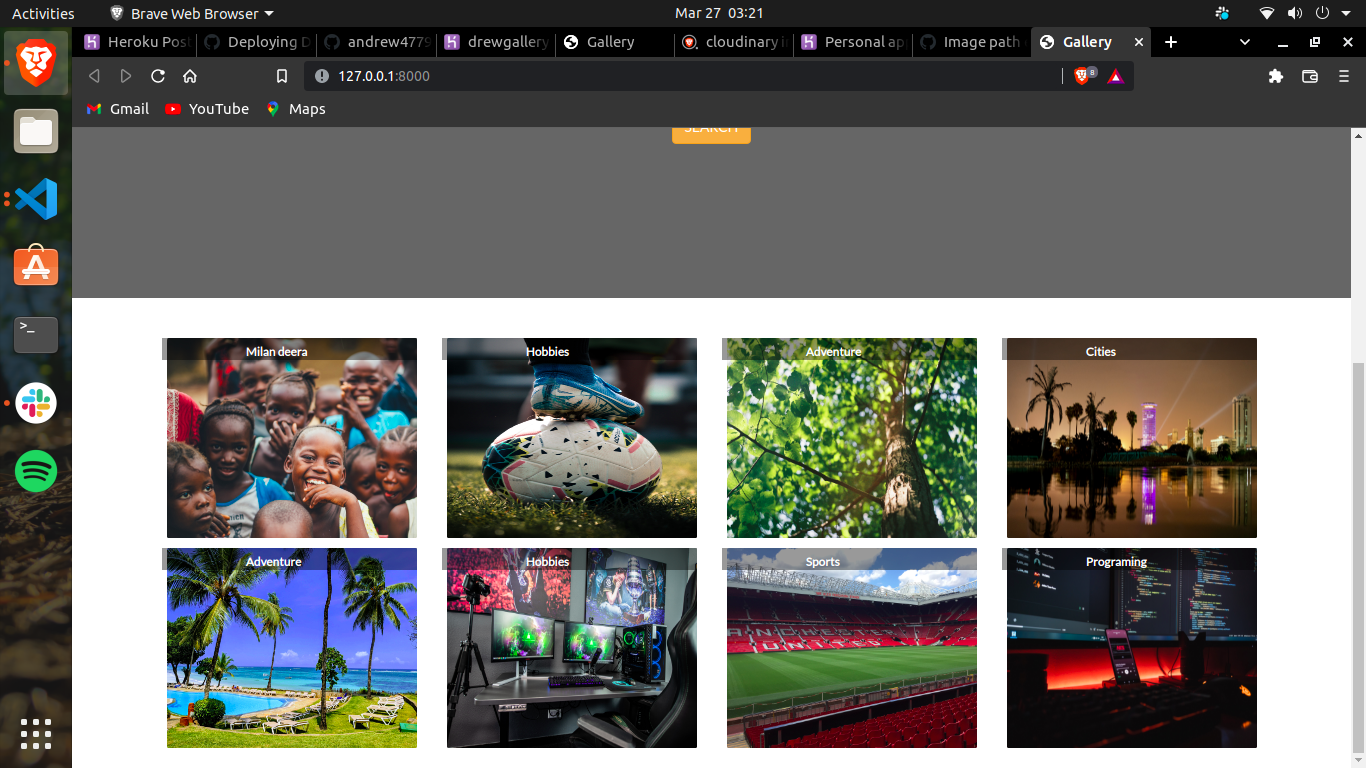 Activities
Brave Web Browser
Mar 27 03:21
Heroku Post
Deploying D
andrew4779
drewgallery
Gallery
cloudinary i
Personal ap
Image path
Gallery
127.0.0.1:8000
8
Gmail
YouTube
Maps
SEARCH
Milan deera
Hobbies
Adventure
Cities
Adventure
Hobbies
Sports
Programing
UNITED
>_